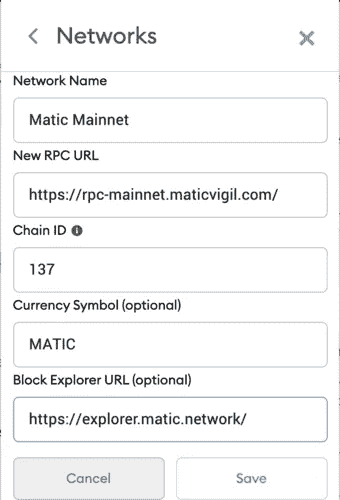 Networks
Network Name
Matic Mainnet
New RPC URL
https://rpc-mainnet.maticvigil.com/
Chain ID
137
Currency Symbol (optional)
MATIC
Block Explorer URL (optional)
https://explorer.matic.network/
Cancel Save